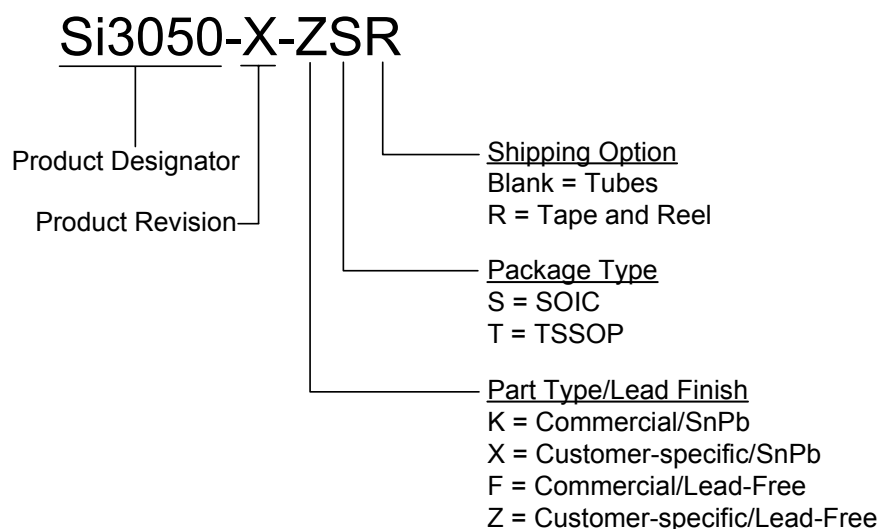 Si3050-X-ZSR
Product Designator
Product Revision
Shipping Option
Blank = Tubes
R = Tape and Reel
Package Type
S = SOIC
T = TSSOP
Part Type/Lead Finish
K = Commercial/SnPb
X = Customer-specific/SnPb
F = Commercial/Lead-Free
Z = Customer-specific/Lead-Free